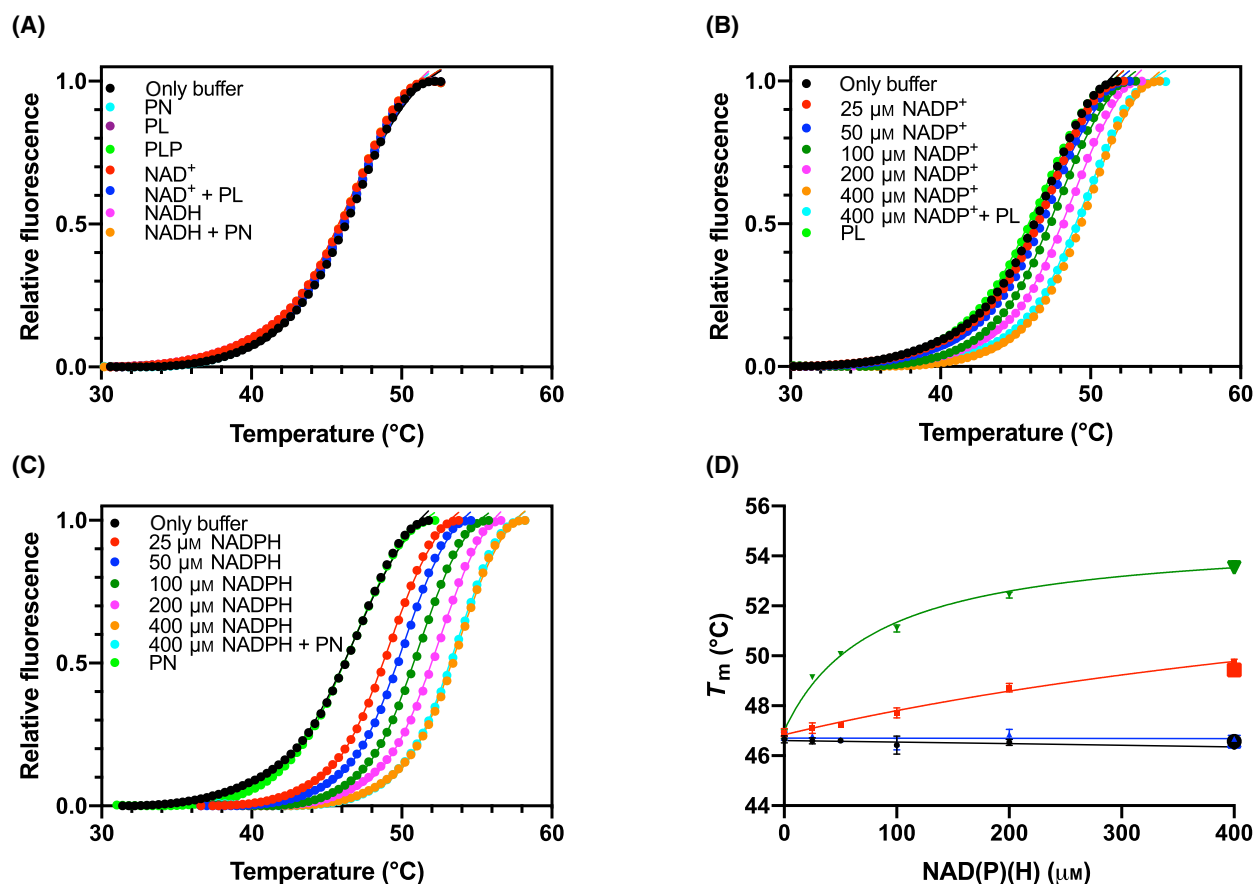 (A)
Relative fluorescence
1.0
0.5
0.0
Only buffer
PN
PL
PLP
NAD⁺
NAD⁺ + PL
NADH
NADH + PN
30
40
50
60
Temperature (°C)
(B)
Relative fluorescence
1.0
0.5
0.0
Only buffer
25 μM NADP⁺
50 μM NADP⁺
100 μM NADP⁺
200 μM NADP⁺
400 μM NADP⁺
400 μM NADP⁺ + PL
PL
30
40
50
60
Temperature (°C)
(C)
Relative fluorescence
1.0
0.5
0.0
Only buffer
25 μM NADPH
50 μM NADPH
100 μM NADPH
200 μM NADPH
400 μM NADPH
400 μM NADPH + PN
PN
30
40
50
60
Temperature (°C)
(D)
Tm (°C)
56
54
52
50
48
46
44
0
100
200
300
400
NAD(P)(H) (μM)